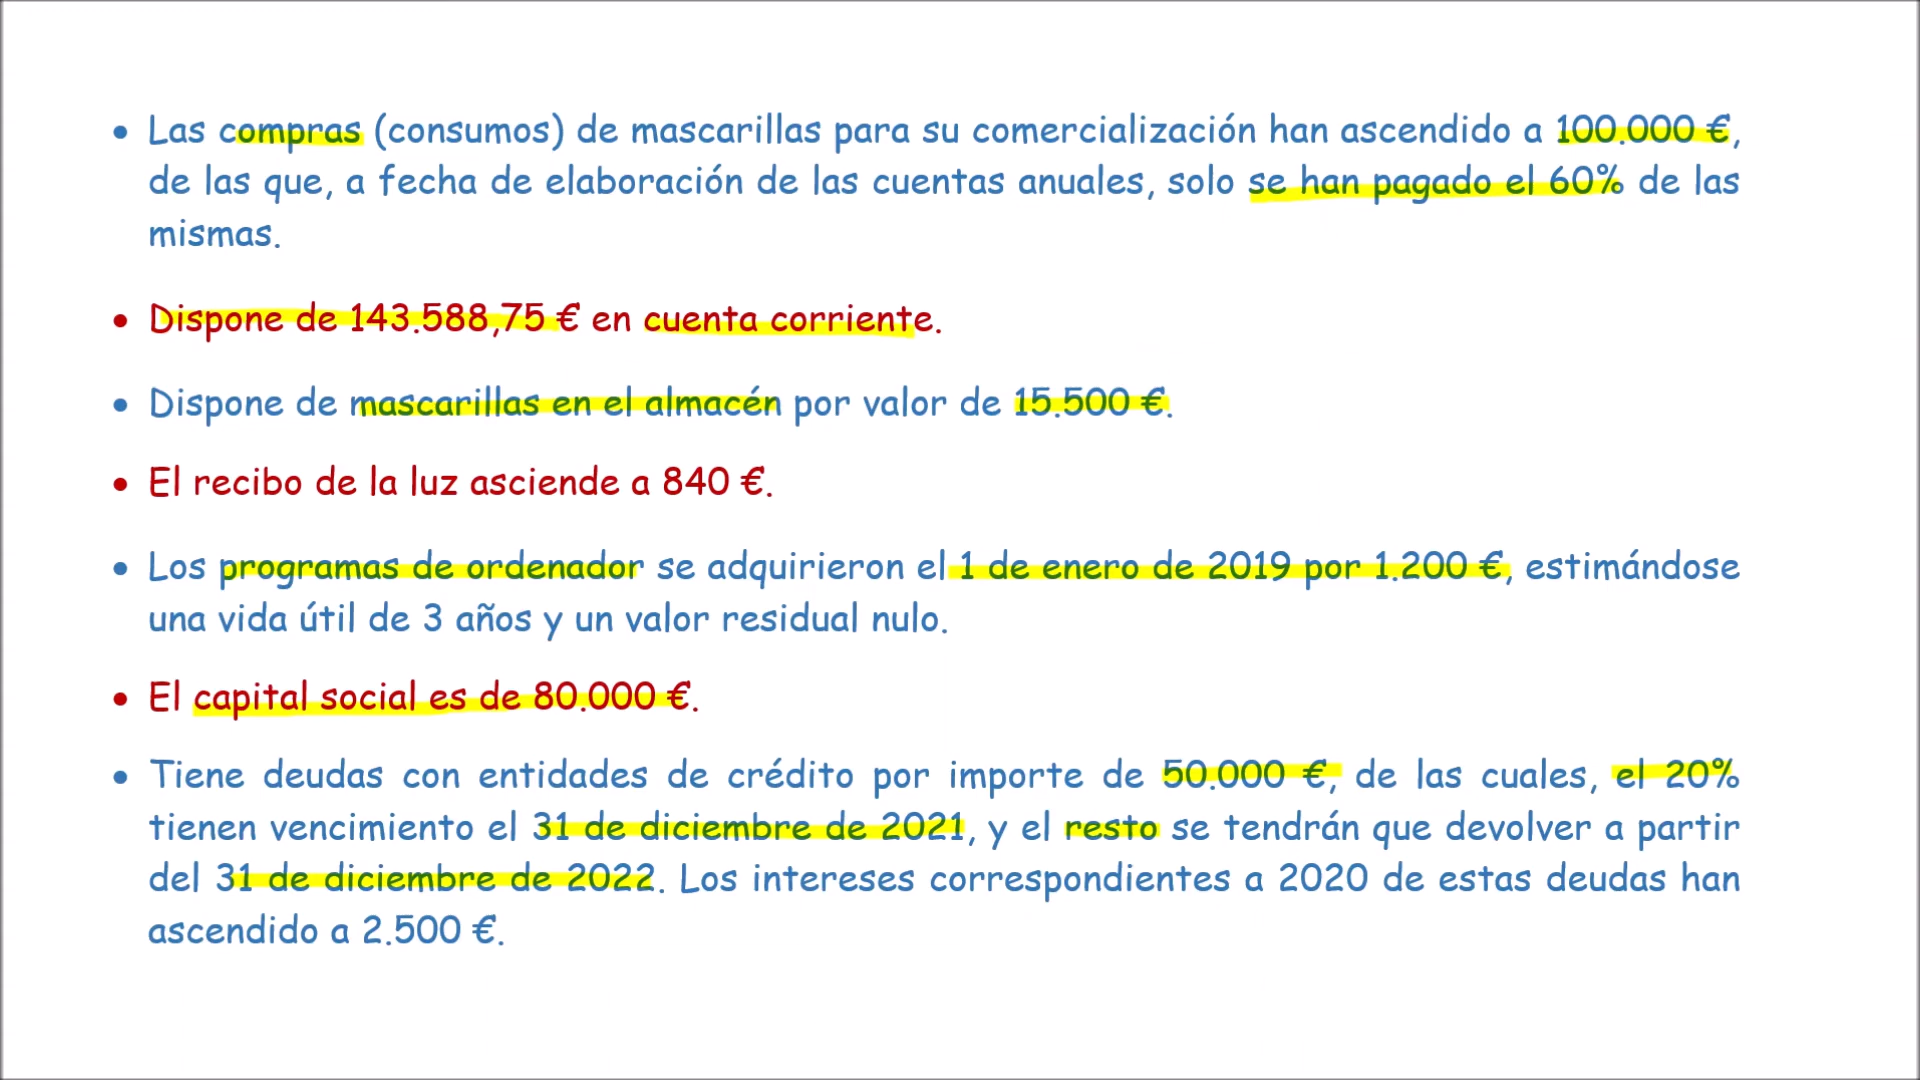 • Las compras (consumos) de mascarillas para su comercialización han ascendido a 100.000 €,
de las que, a fecha de elaboración de las cuentas anuales, solo se han pagado el 60% de las
mismas.
• Dispone de 143.588,75 € en cuenta corriente.
• Dispone de mascarillas en el almacén por valor de 15.500 €.
• El recibo de la luz asciende a 840 €.
• Los programas de ordenador se adquirieron el 1 de enero de 2019 por 1.200 €, estimándose
una vida útil de 3 años y un valor residual nulo.
• El capital social es de 80.000 €.
• Tiene deudas con entidades de crédito por importe de 50.000 €, de las cuales, el 20%
tienen vencimiento el 31 de diciembre de 2021, y el resto se tendrán que devolver a partir
del 31 de diciembre de 2022. Los intereses correspondientes a 2020 de estas deudas han
ascendido a 2.500 €.